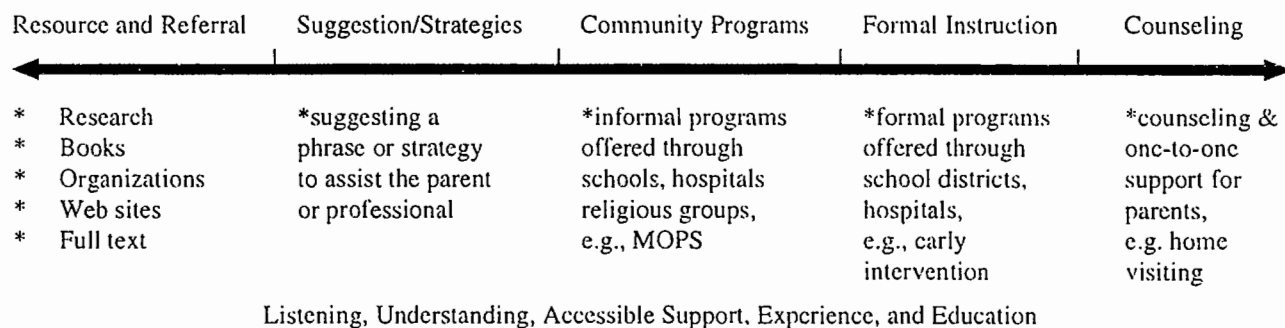 Resource and Referral Suggestion/Strategies Community Programs Formal Instruction Counseling
* Research *suggesting a *informal programs *formal programs *counseling &
* Books phrase or strategy offered through offered through one-to-one
* Organizations to assist the parent schools, hospitals school districts, support for
* Web sites or professional religious groups, hospitals, parents,
* Full text e.g., MOPS e.g., early e.g. home
intervention visiting
Listening, Understanding, Accessible Support, Experience, and Education